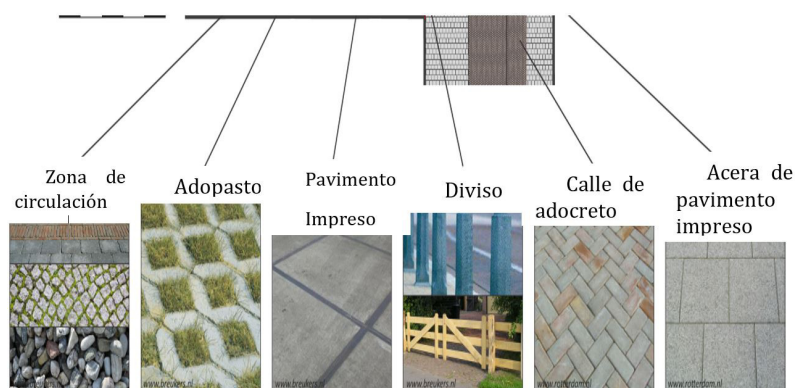 Zona de
circulación
Adopasto
Pavimento
Impreso
Diviso
Calle de
adocreto
Acera de
pavimento
impreso
www.breukers.nl
www.breukers.nl
www.breukers.nl
www.rotterdam.nl
www.rotterdam.nl